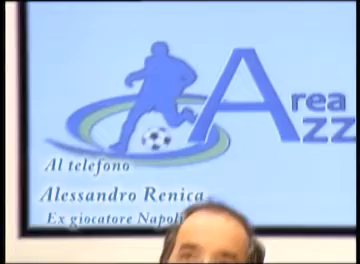 Area
Azz
Al telefono
Alessandro Renica
Ex giocatore Napoli